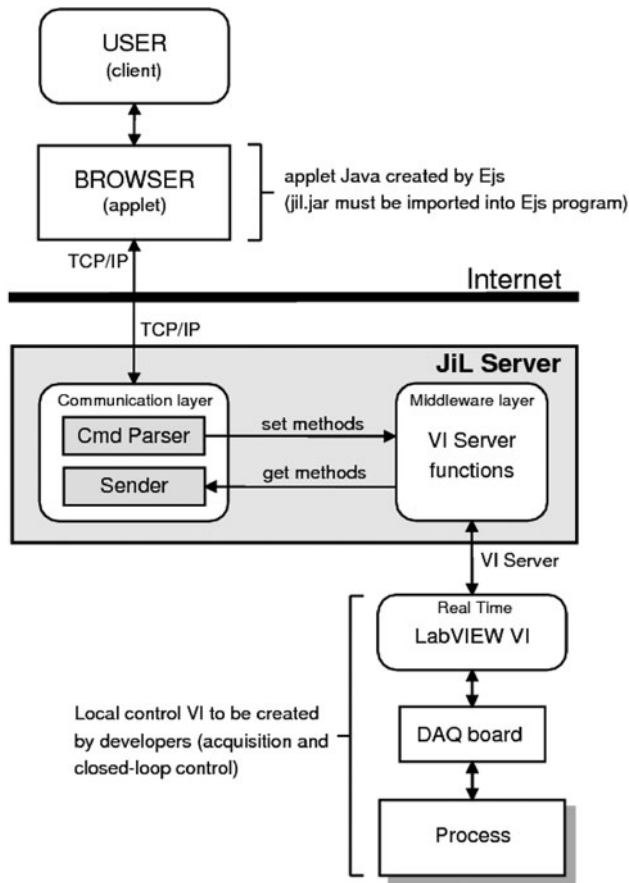 USER
(client)
BROWSER
(applet)
applet Java created by Ejs
(jil.jar must be imported into Ejs program)
TCP/IP
Internet
TCP/IP
JiL Server
Communication layer
Cmd Parser
Sender
set methods
get methods
Middleware layer
VI Server
functions
VI Server
Real Time
LabVIEW VI
Local control VI to be created
by developers (acquisition and
closed-loop control)
DAQ board
Process